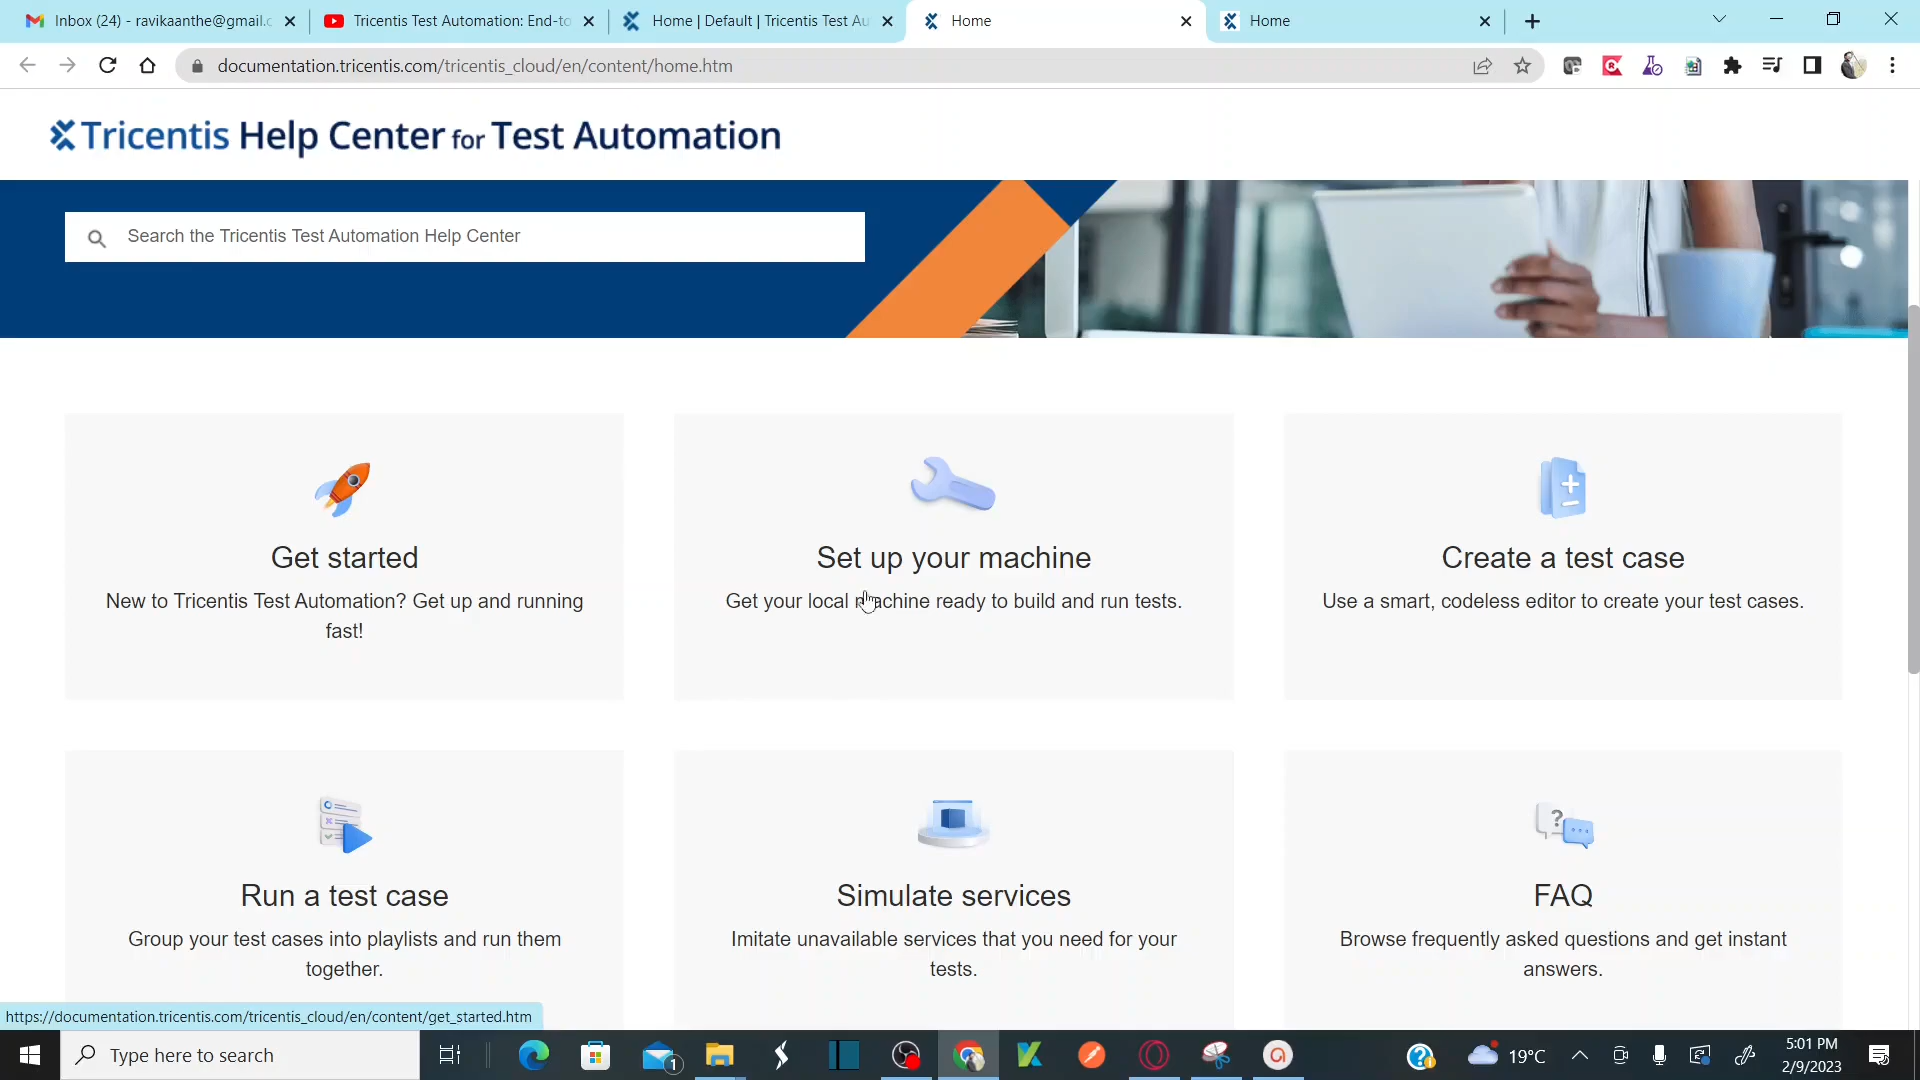 Inbox (24) - ravikaanthe@gmail.c
Tricentis Test Automation: End-to
Home | Default | Tricentis Test Au
Home
Home
documentation.tricentis.com/tricentis_cloud/en/content/home.htm
Tricentis Help Center for Test Automation
Search the Tricentis Test Automation Help Center
Get started
New to Tricentis Test Automation? Get up and running
fast!
Set up your machine
Get your local machine ready to build and run tests.
Create a test case
Use a smart, codeless editor to create your test cases.
Run a test case
Group your test cases into playlists and run them
together.
Simulate services
Imitate unavailable services that you need for your
tests.
FAQ
Browse frequently asked questions and get instant
answers.
https://documentation.tricentis.com/tricentis_cloud/en/content/get_started.htm
Type here to search
1
19°C
5:01 PM
2/9/2023